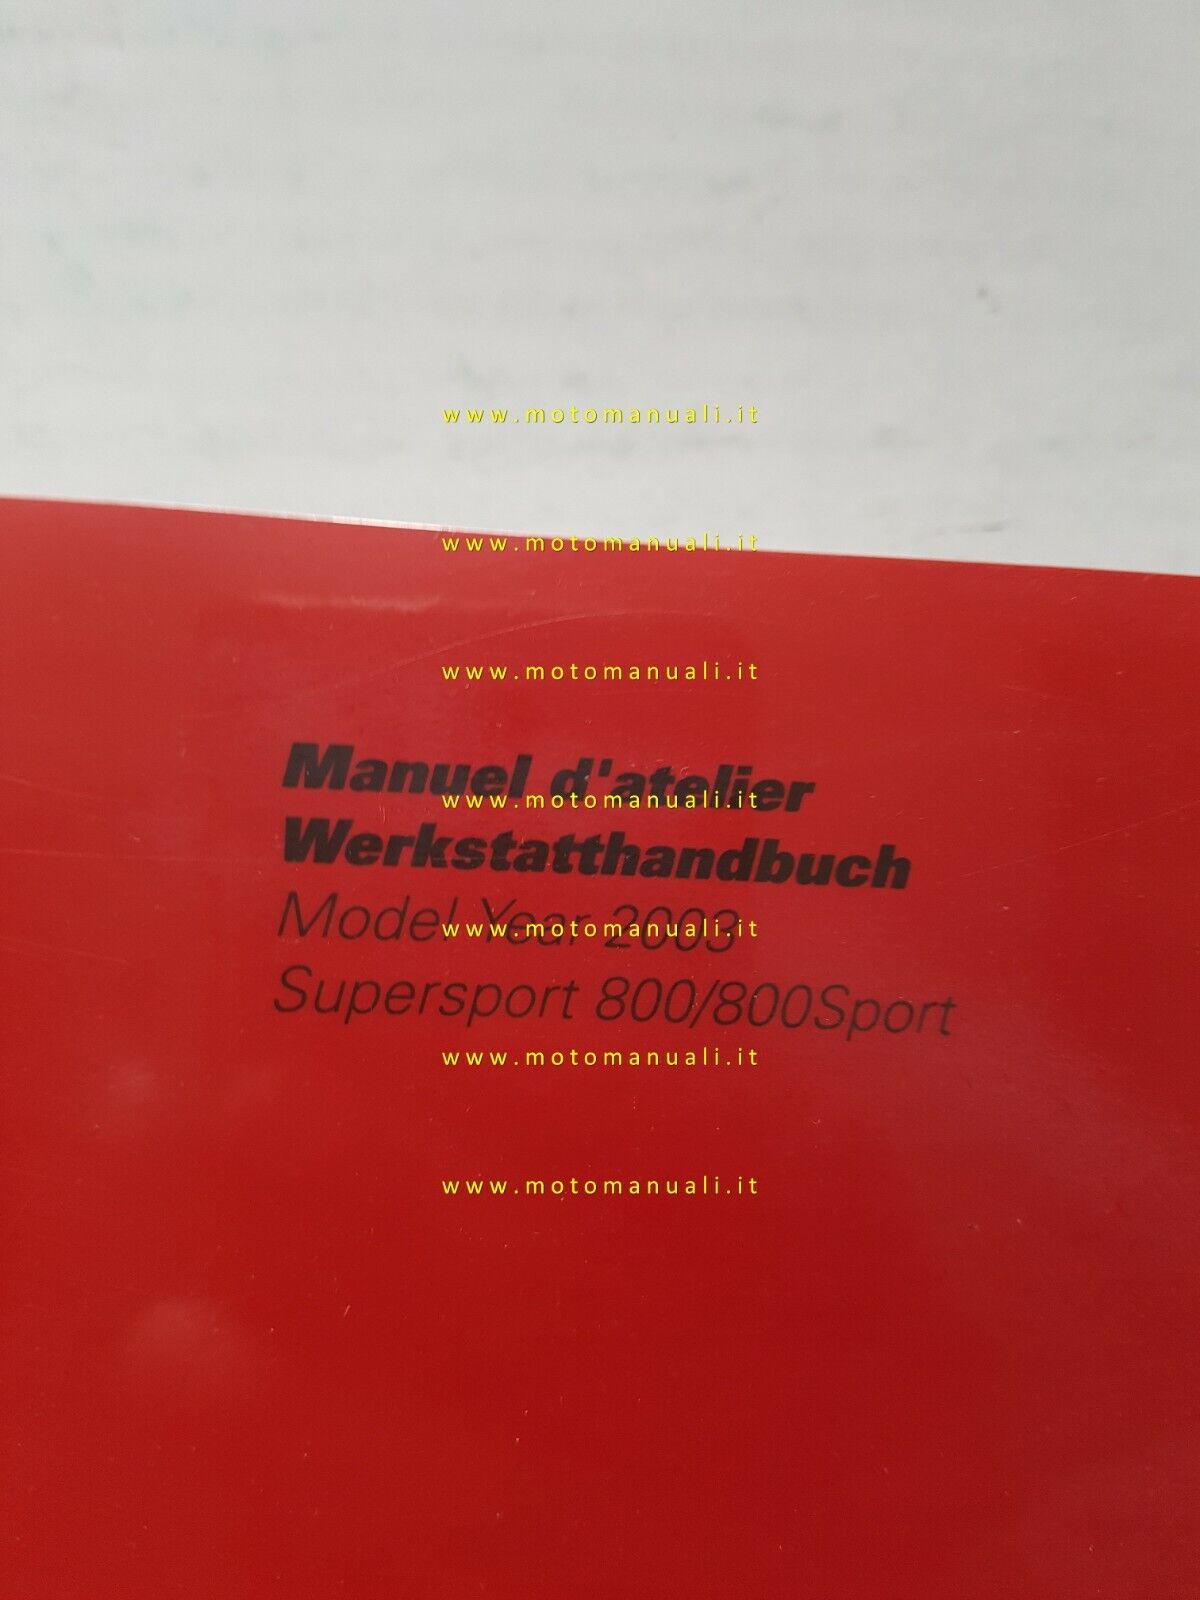 www.motomanuali.it
www.motomanuali.it
www.motomanuali.it
Manuel d'atelier
www.motomanuali.it
Werkstatthandbuch
Model Year 2003
www.motomanuali.it
Supersport 800/800Sport
www.motomanuali.it
www.motomanuali.it